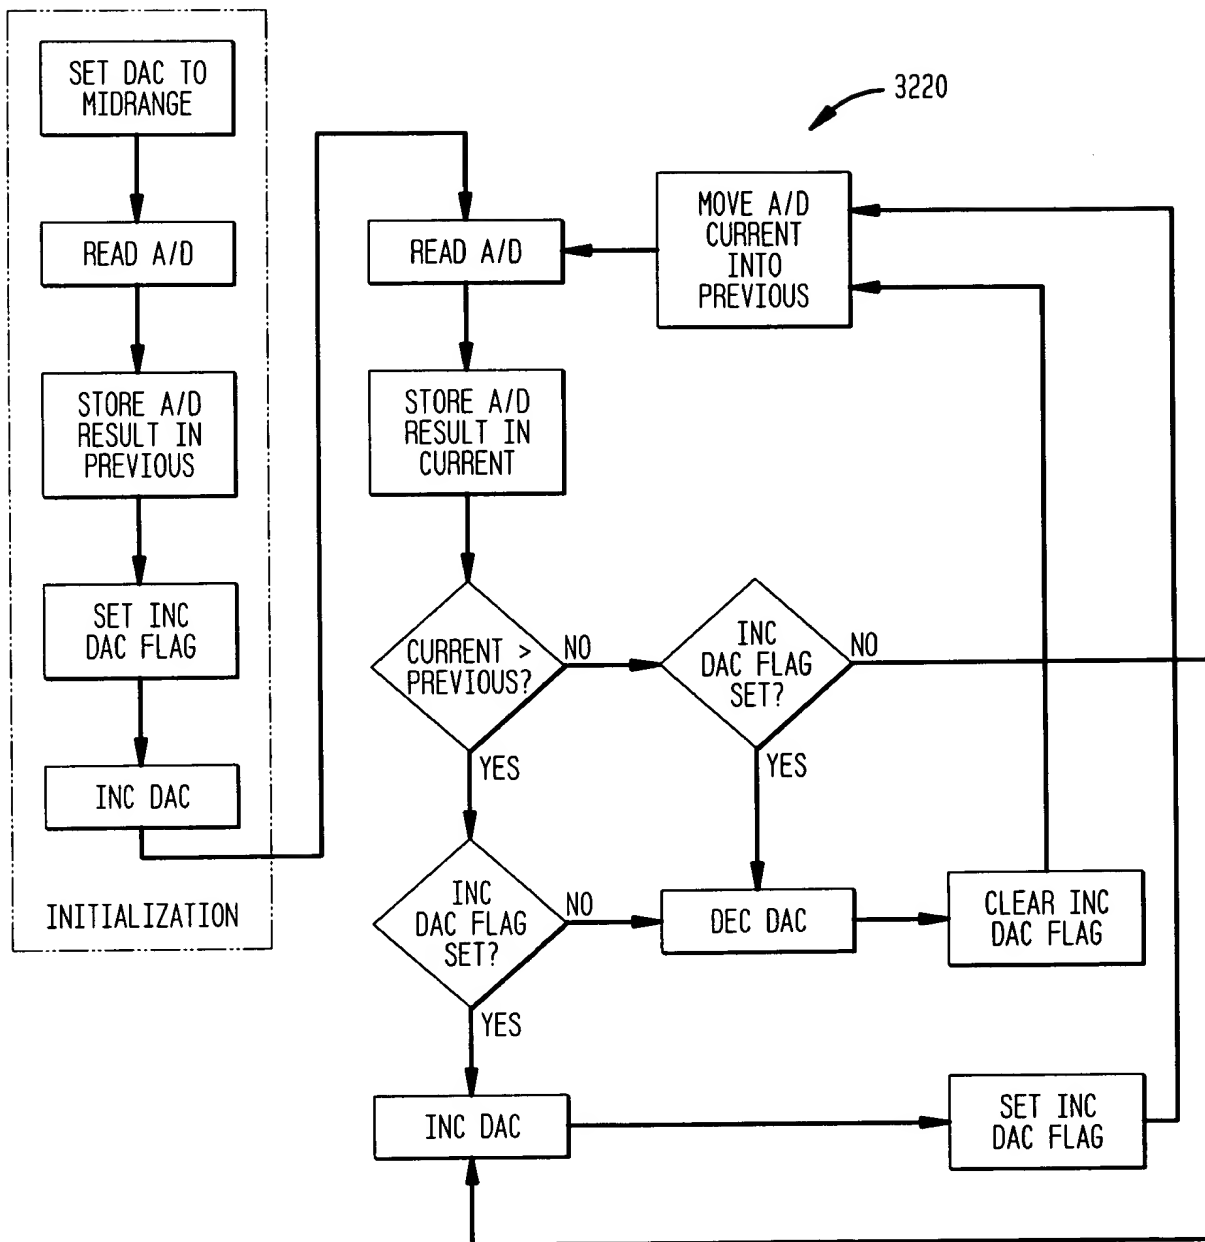 SET DAC TO
MIDRANGE
READ A/D
STORE A/D
RESULT IN
PREVIOUS
SET INC
DAC FLAG
INC DAC
INITIALIZATION
3220
MOVE A/D
CURRENT
INTO
PREVIOUS
READ A/D
STORE A/D
RESULT IN
CURRENT
CURRENT >
PREVIOUS?
NO
YES
INC
DAC FLAG
SET?
NO
YES
INC
DAC FLAG
SET?
NO
YES
DEC DAC
CLEAR INC
DAC FLAG
INC DAC
SET INC
DAC FLAG